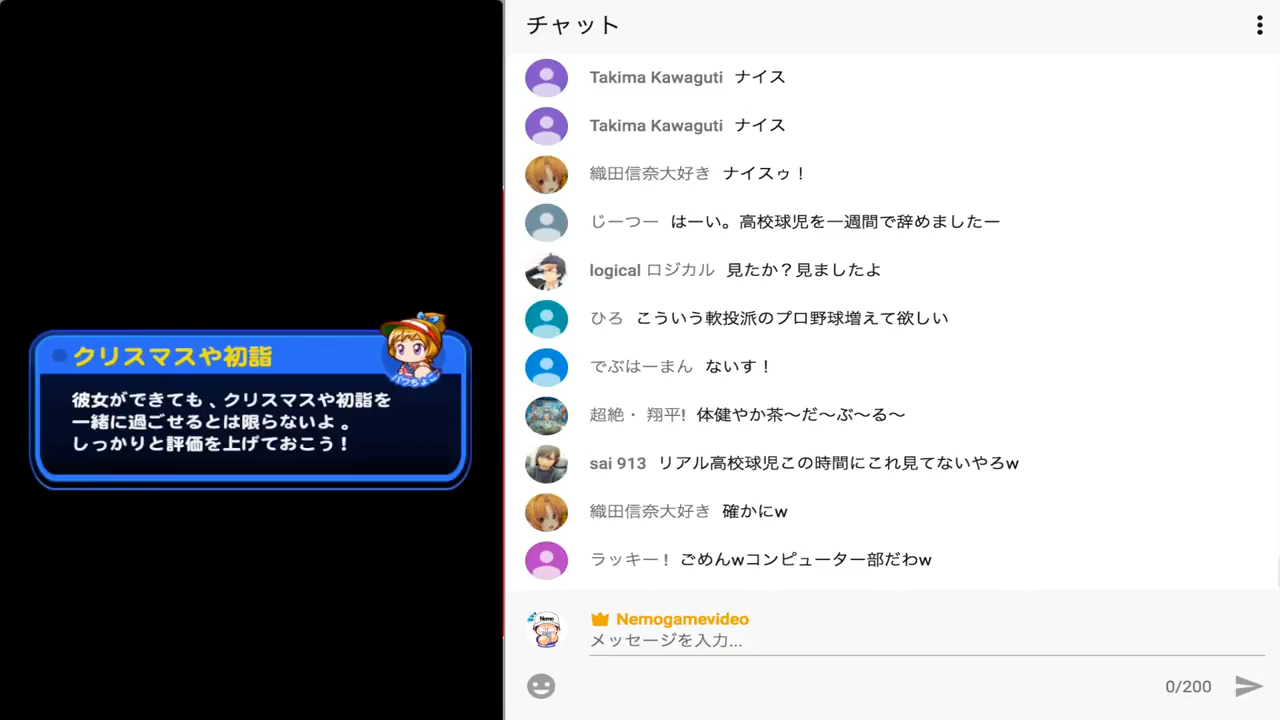 クリスマスや初詣
パワちょこ
彼女ができても、クリスマスや初詣を
一緒に過ごせるとは限らないよ。
しっかりと評価を上げておこう！
チャット
Takima Kawaguti ナイス
Takima Kawaguti ナイス
織田信奈大好き ナイスゥ！
じーつー はーい。高校球児を一週間で辞めましたー
logical ロジカル 見たか？見ましたよ
ひろ こういう軟投派のプロ野球増えて欲しい
でぶはーまん ないす！
超絶・ 翔平! 体健やか茶〜だ〜ぶ〜る〜
sai 913 リアル高校球児この時間にこれ見てないやろw
織田信奈大好き 確かにw
ラッキー！ ごめんwコンピューター部だわw
Nemo
Nemogamevideo
メッセージを入力...
0/200